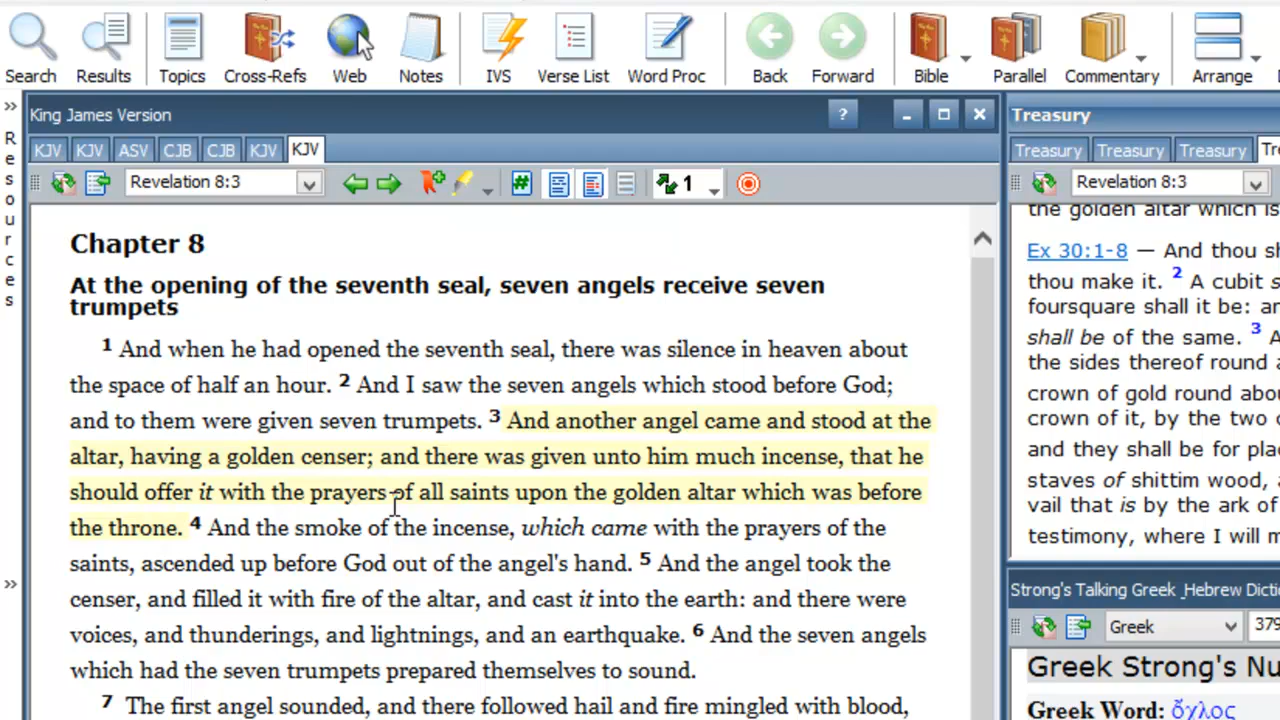 Search Results Topics Cross-Refs Web Notes IVS Verse List Word Proc Back Forward Bible Parallel Commentary Arrange
»
Resources
»
King James Version
?
KJV KJV ASV CJB CJB KJV KJV
Revelation 8:3
# 1
Chapter 8
At the opening of the seventh seal, seven angels receive seven
trumpets
1 And when he had opened the seventh seal, there was silence in heaven about
the space of half an hour. 2 And I saw the seven angels which stood before God;
and to them were given seven trumpets. 3 And another angel came and stood at the
altar, having a golden censer; and there was given unto him much incense, that he
should offer it with the prayers of all saints upon the golden altar which was before
the throne. 4 And the smoke of the incense, which came with the prayers of the
saints, ascended up before God out of the angel's hand. 5 And the angel took the
censer, and filled it with fire of the altar, and cast it into the earth: and there were
voices, and thunderings, and lightnings, and an earthquake. 6 And the seven angels
which had the seven trumpets prepared themselves to sound.
7 The first angel sounded, and there followed hail and fire mingled with blood,
Treasury
Treasury Treasury Treasury Tre
Revelation 8:3
the golden altar which is
Ex 30:1-8 — And thou sh
thou make it. 2 A cubit s
foursquare shall it be: an
shall be of the same. 3 A
the sides thereof round a
crown of gold round abou
crown of it, by the two c
and they shall be for plac
staves of shittim wood, a
vail that is by the ark of
testimony, where I will m
Strong's Talking Greek _Hebrew Dictio
Greek 379
Greek Strong's Nu
Greek Word: ὄχλος